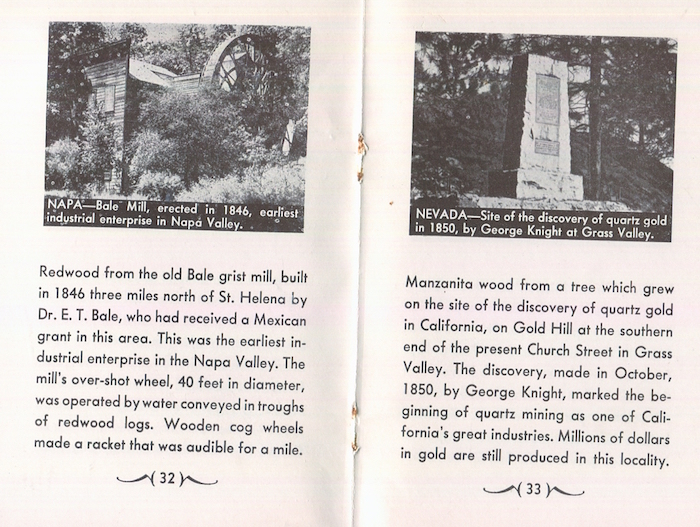 NAPA—Bale Mill, erected in 1846, earliest
industrial enterprise in Napa Valley.
Redwood from the old Bale grist mill, built
in 1846 three miles north of St. Helena by
Dr. E. T. Bale, who had received a Mexican
grant in this area. This was the earliest in-
dustrial enterprise in the Napa Valley. The
mill's over-shot wheel, 40 feet in diameter,
was operated by water conveyed in troughs
of redwood logs. Wooden cog wheels
made a racket that was audible for a mile.
32
NEVADA—Site of the discovery of quartz gold
in 1850, by George Knight at Grass Valley.
Manzanita wood from a tree which grew
on the site of the discovery of quartz gold
in California, on Gold Hill at the southern
end of the present Church Street in Grass
Valley. The discovery, made in October,
1850, by George Knight, marked the be-
ginning of quartz mining as one of Cali-
fornia's great industries. Millions of dollars
in gold are still produced in this locality.
33